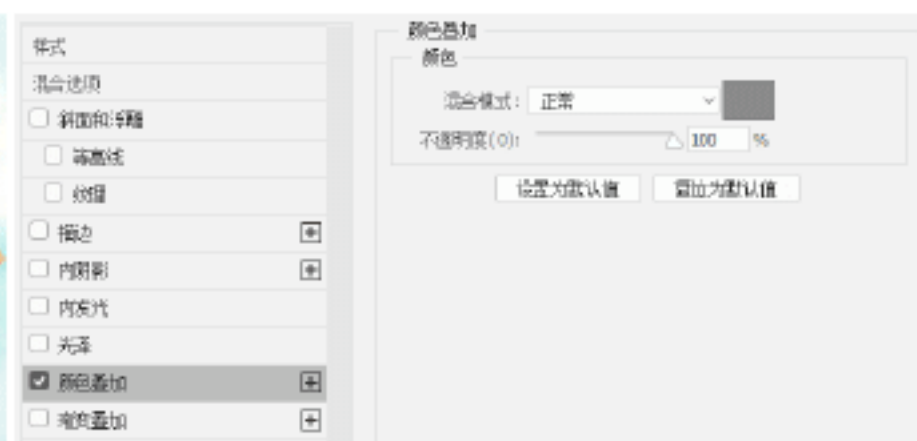 样式
混合选项
斜面和浮雕
等高线
纹理
描边
内阴影
内发光
光泽
颜色叠加
渐变叠加
颜色叠加
颜色
混合模式： 正常
不透明度(O)： 100 %
设置为默认值 复位为默认值